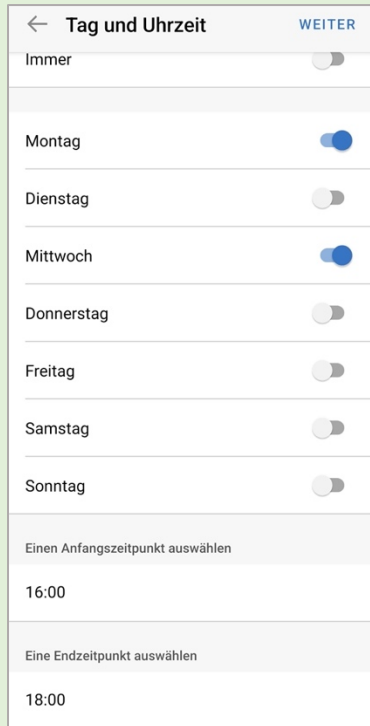 Tag und Uhrzeit WEITER
Immer
Montag
Dienstag
Mittwoch
Donnerstag
Freitag
Samstag
Sonntag
Einen Anfangszeitpunkt auswählen
16:00
Eine Endzeitpunkt auswählen
18:00